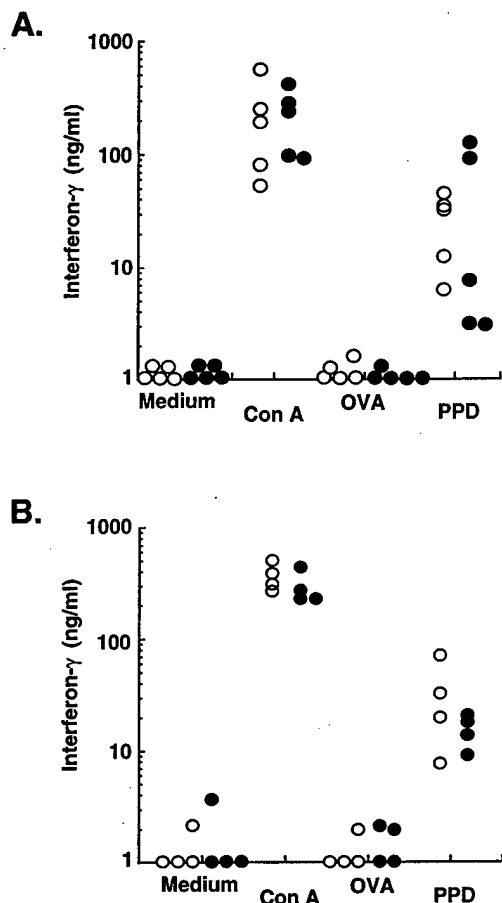 A.
Interferon-γ (ng/ml)
1000
100
10
1
Medium
Con A
OVA
PPD
B.
Interferon-γ (ng/ml)
1000
100
10
1
Medium
Con A
OVA
PPD